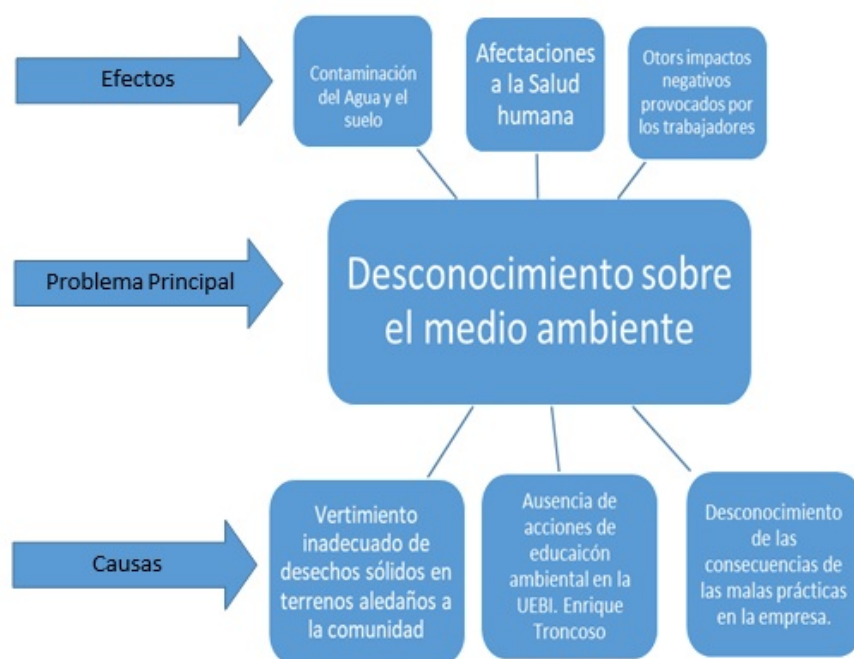 Efectos
Contaminación
del Agua y el
suelo
Afectaciones
a la Salud
humana
Otors impactos
negativos
provocados por
los trabajadores
Problema Principal
Desconocimiento sobre
el medio ambiente
Causas
Vertimiento
inadecuado de
desechos sólidos en
terrenos aledaños a
la comunidad
Ausencia de
acciones de
educaicón
ambiental en la
UEBI. Enrique
Troncoso
Desconocimiento
de las
consecuencias de
las malas prácticas
en la empresa.